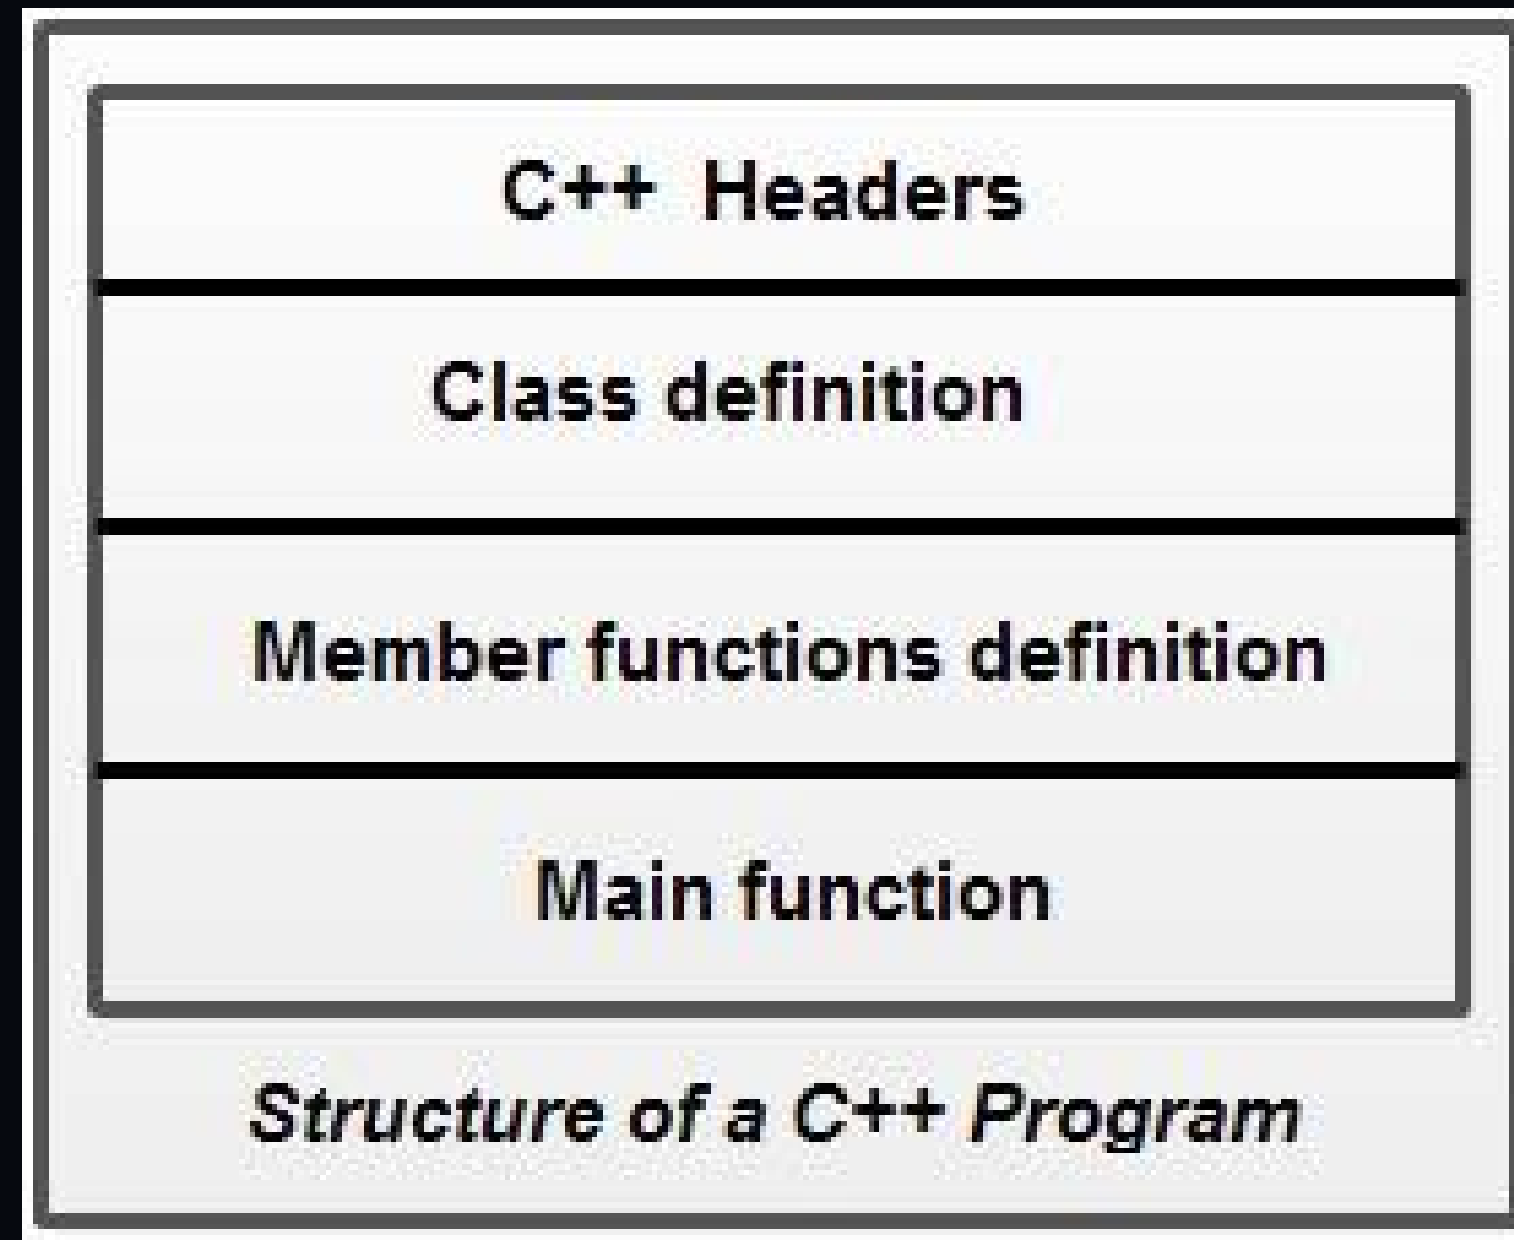 C++ Headers
Class definition
Member functions definition
Main function
Structure of a C++ Program